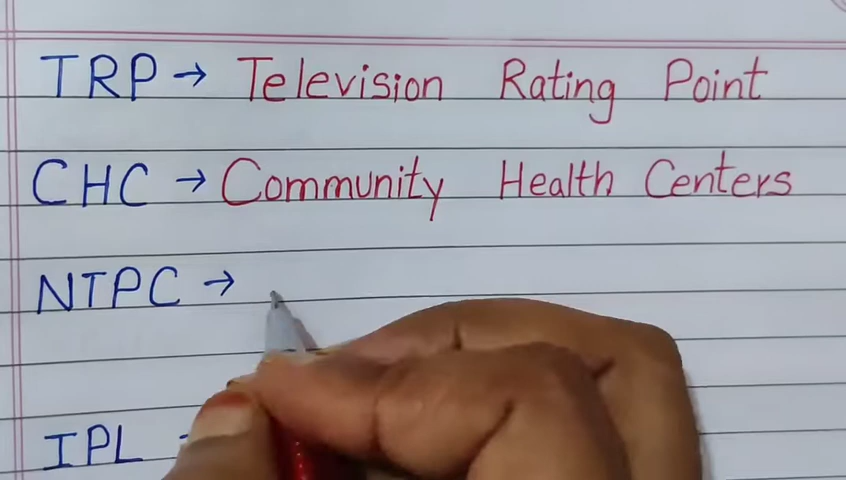 TRP → Television Rating Point
CHC → Community Health Centers
NTPC →
IPL